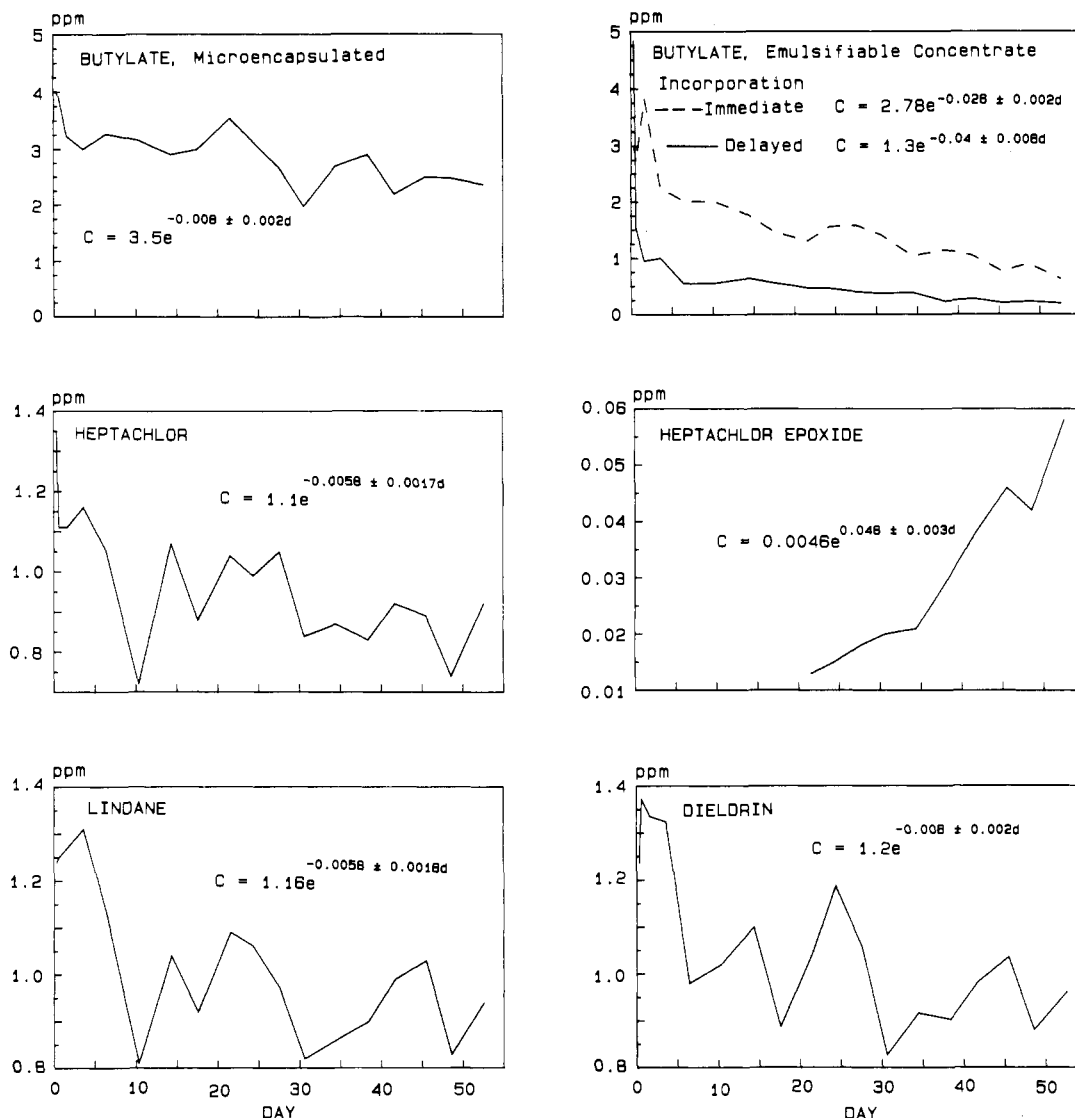 ppm
5
4
3
2
1
0
BUTYLATE, Microencapsulated
C = 3.5e^-0.008 ± 0.002d
ppm
5
4
3
2
1
0
BUTYLATE, Emulsifiable Concentrate
Incorporation
Immediate C = 2.78e^-0.028 ± 0.002d
Delayed C = 1.3e^-0.04 ± 0.008d
ppm
1.4
1.2
1.0
0.8
HEPTACHLOR
C = 1.1e^-0.0058 ± 0.0017d
ppm
0.06
0.05
0.04
0.03
0.02
0.01
HEPTACHLOR EPOXIDE
C = 0.0046e^0.048 ± 0.003d
ppm
1.4
1.2
1.0
0.8
LINDANE
C = 1.16e^-0.0058 ± 0.0016d
0 10 20 30 40 50
DAY
ppm
1.4
1.2
1.0
0.8
DIELDRIN
C = 1.2e^-0.008 ± 0.002d
0 10 20 30 40 50
DAY